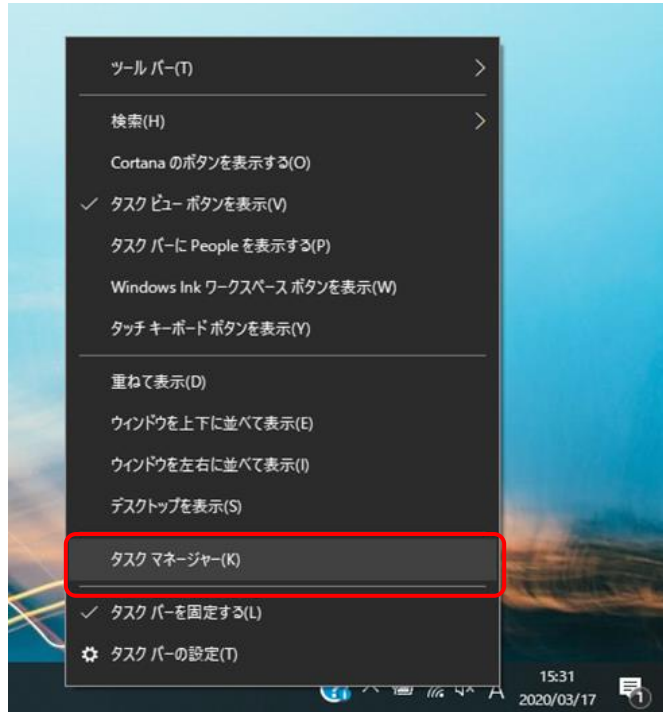 ツール バー(T)
検索(H)
Cortana のボタンを表示する(O)
タスク ビュー ボタンを表示(V)
タスク バーに People を表示する(P)
Windows Ink ワークスペース ボタンを表示(W)
タッチ キーボード ボタンを表示(Y)
重ねて表示(D)
ウィンドウを上下に並べて表示(E)
ウィンドウを左右に並べて表示(I)
デスクトップを表示(S)
タスク マネージャー(K)
タスク バーを固定する(L)
タスク バーの設定(T)
A
15:31
2020/03/17
1